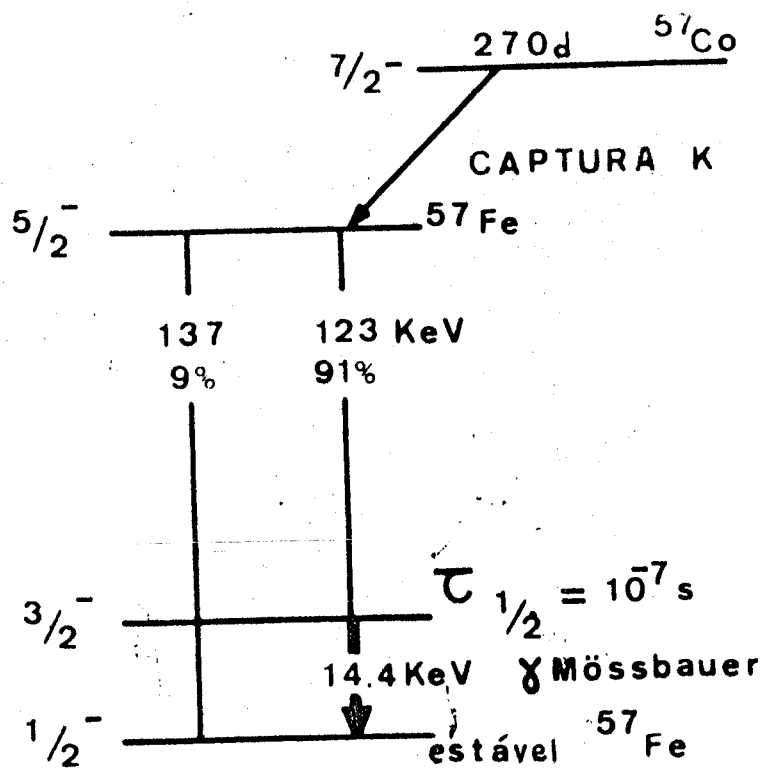 7/2⁻ 270d ⁵⁷Co
CAPTURA K
5/2⁻ ⁵⁷Fe
137 123 KeV
9% 91%
3/2⁻ τ 1/2 = 10⁻⁷ s
14.4 KeV γ Mössbauer
1/2⁻ estável ⁵⁷Fe